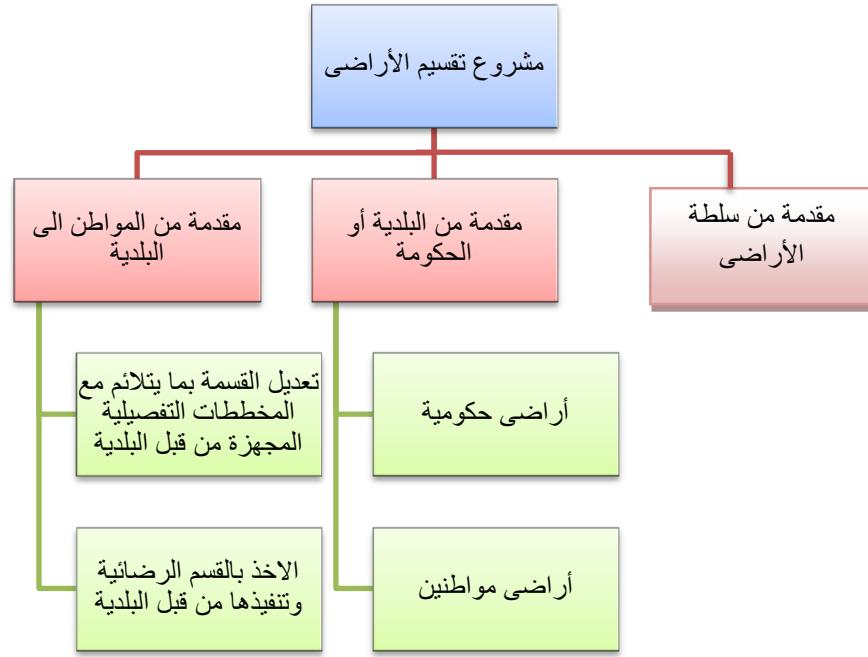 مشروع تقسيم الأراضى
مقدمة من سلطة
الأراضى
مقدمة من البلدية أو
الحكومة
مقدمة من المواطن الى
البلدية
أراضى حكومية
أراضى مواطنين
تعديل القسمة بما يتلائم مع
المخططات التفصيلية
المجهزة من قبل البلدية
الاخذ بالقسم الرضائية
وتنفيذها من قبل البلدية